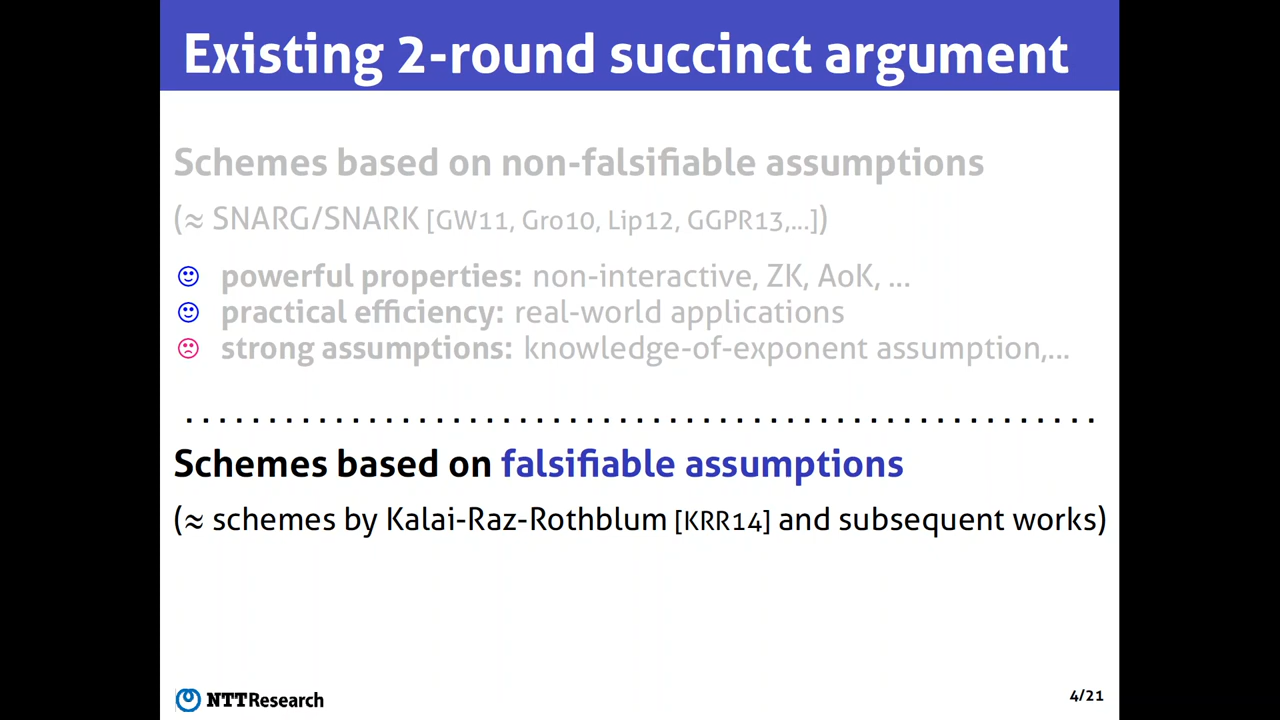 Existing 2-round succinct argument
Schemes based on non-falsifiable assumptions
(≈ SNARG/SNARK [GW11, Gro10, Lip12, GGPR13,...])
powerful properties: non-interactive, ZK, AoK, ...
practical efficiency: real-world applications
strong assumptions: knowledge-of-exponent assumption,...
Schemes based on falsifiable assumptions
(≈ schemes by Kalai-Raz-Rothblum [KRR14] and subsequent works)
NTTResearch
4/21